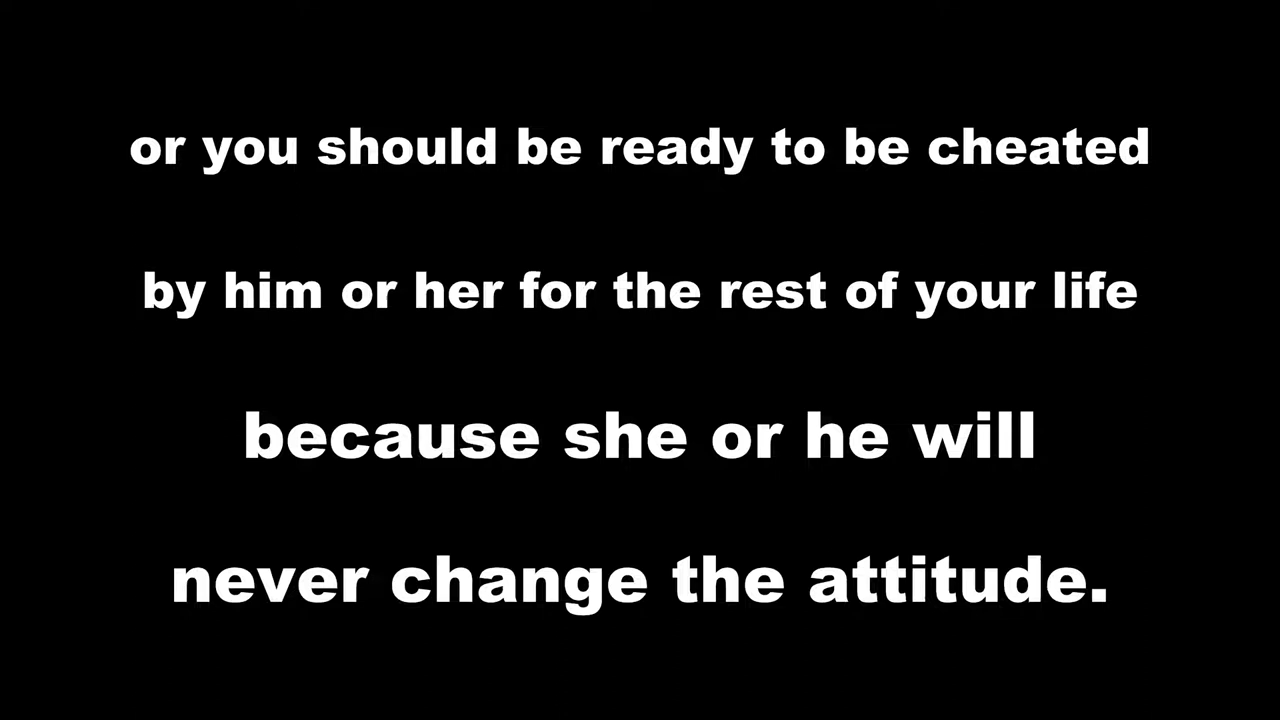 or you should be ready to be cheated
by him or her for the rest of your life
because she or he will
never change the attitude.